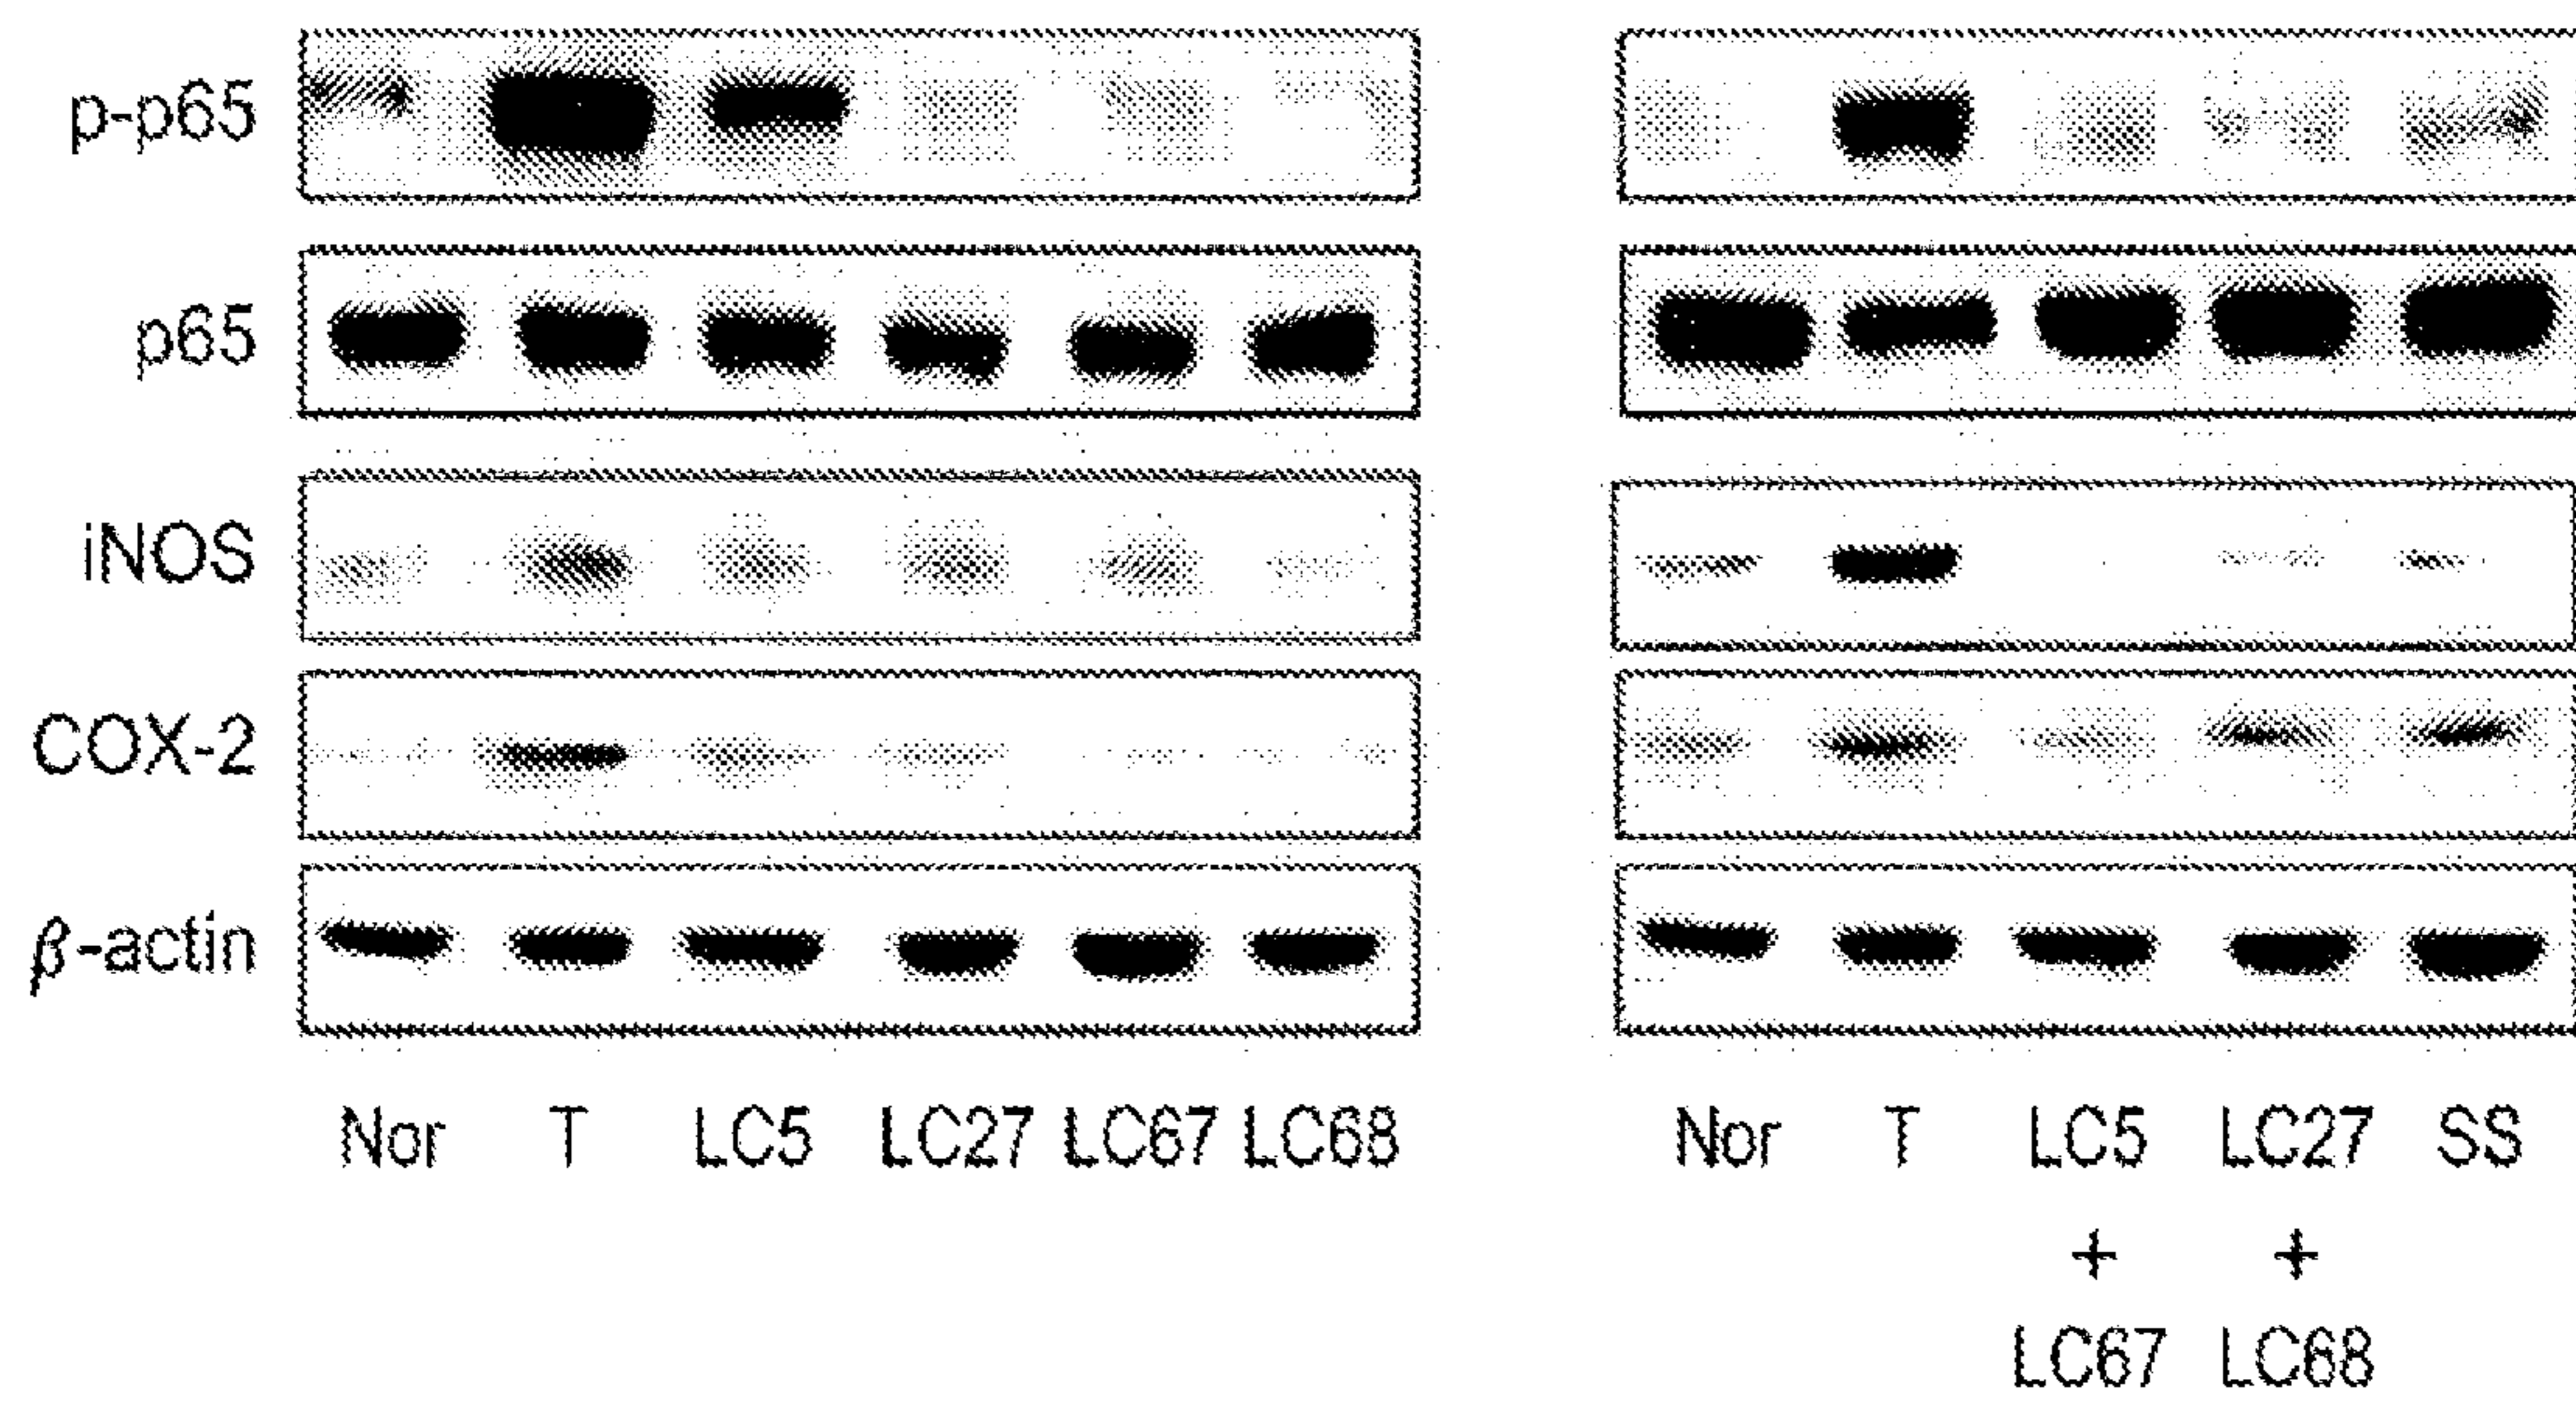 p-p65
p65
iNOS
COX-2
β-actin
Nor T LC5 LC27 LC67 LC68
Nor T LC5 LC27 SS
+ +
LC67 LC68